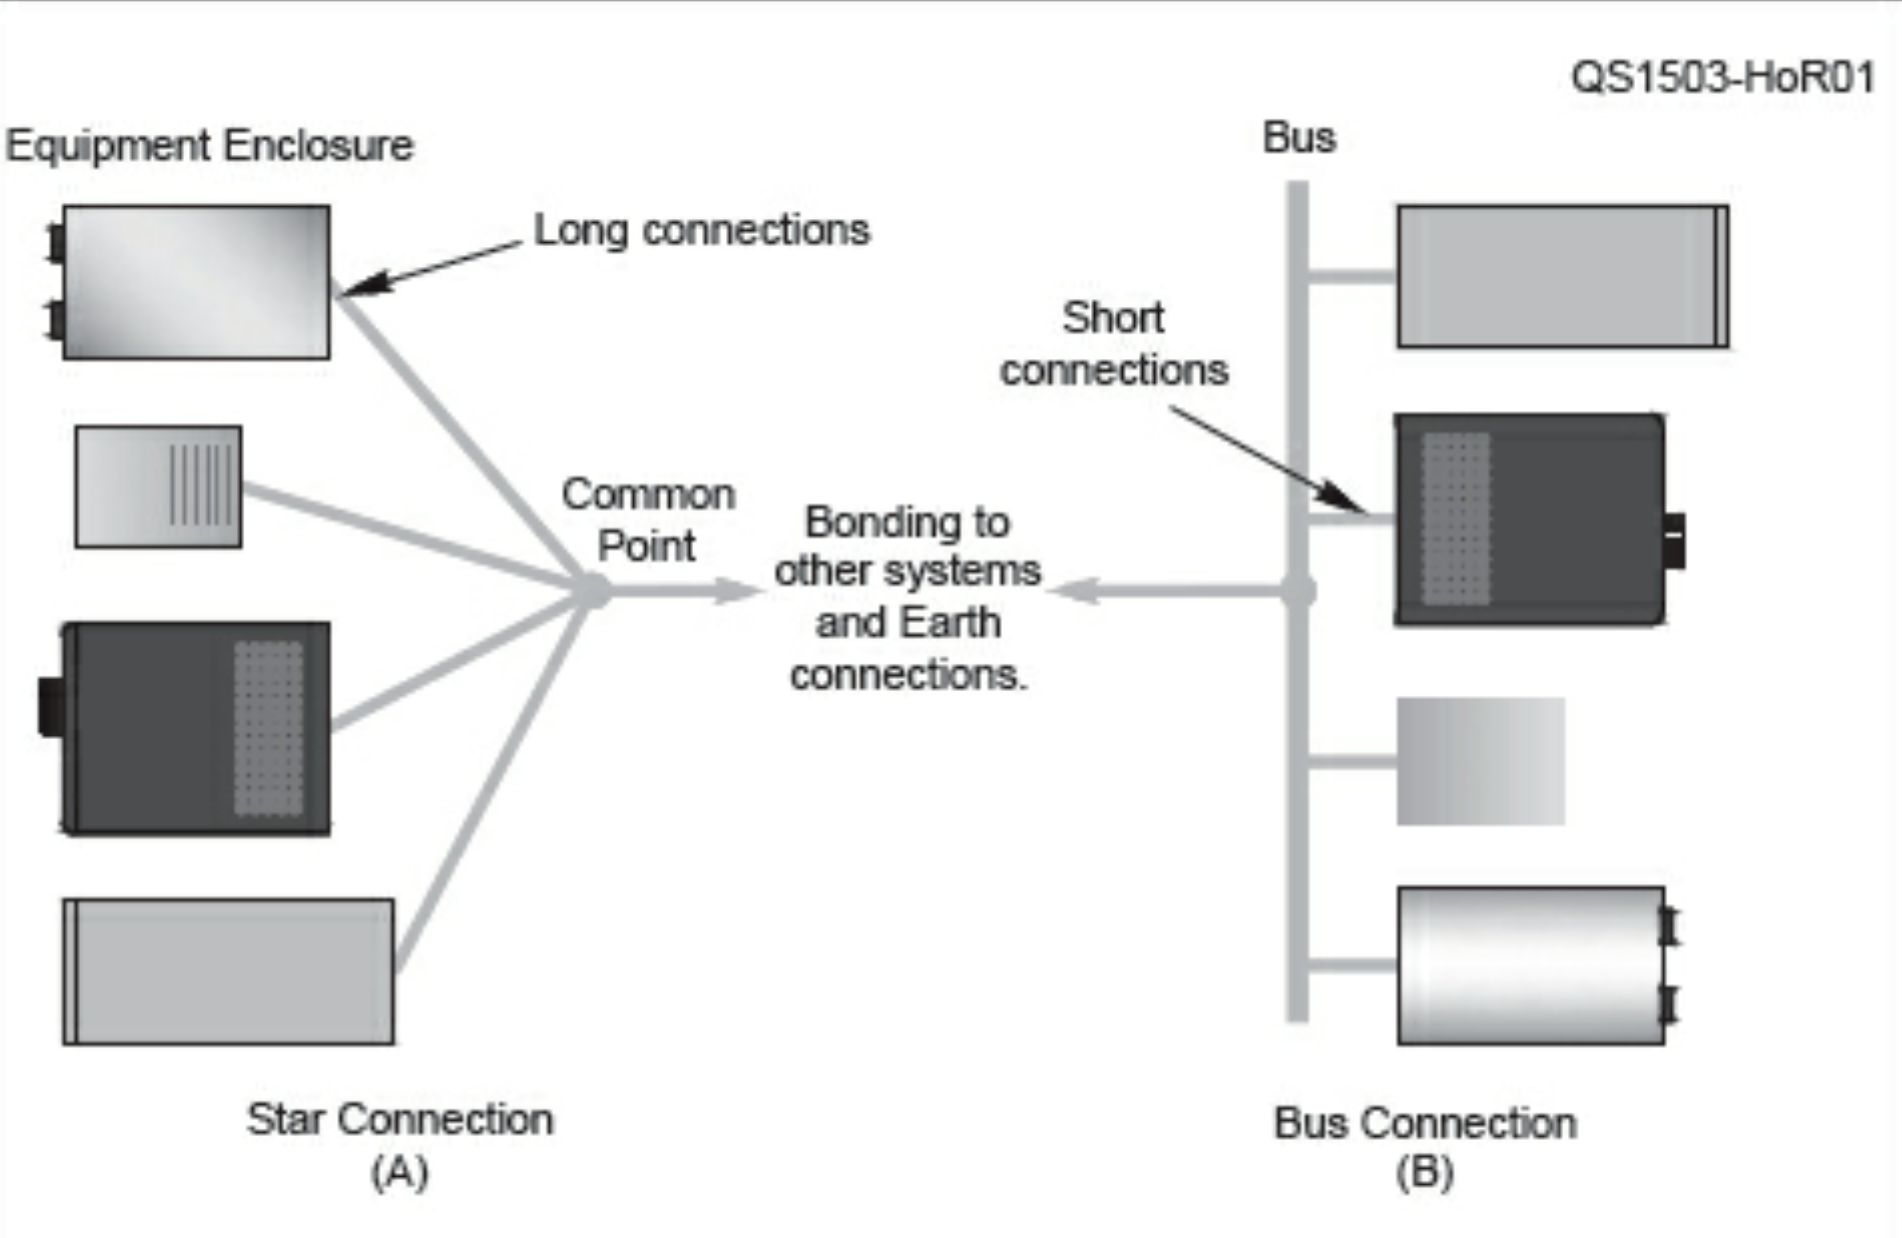 QS1503-HoR01
Equipment Enclosure
Bus
Long connections
Short
connections
Common
Point
Bonding to
other systems
and Earth
connections.
Star Connection
(A)
Bus Connection
(B)